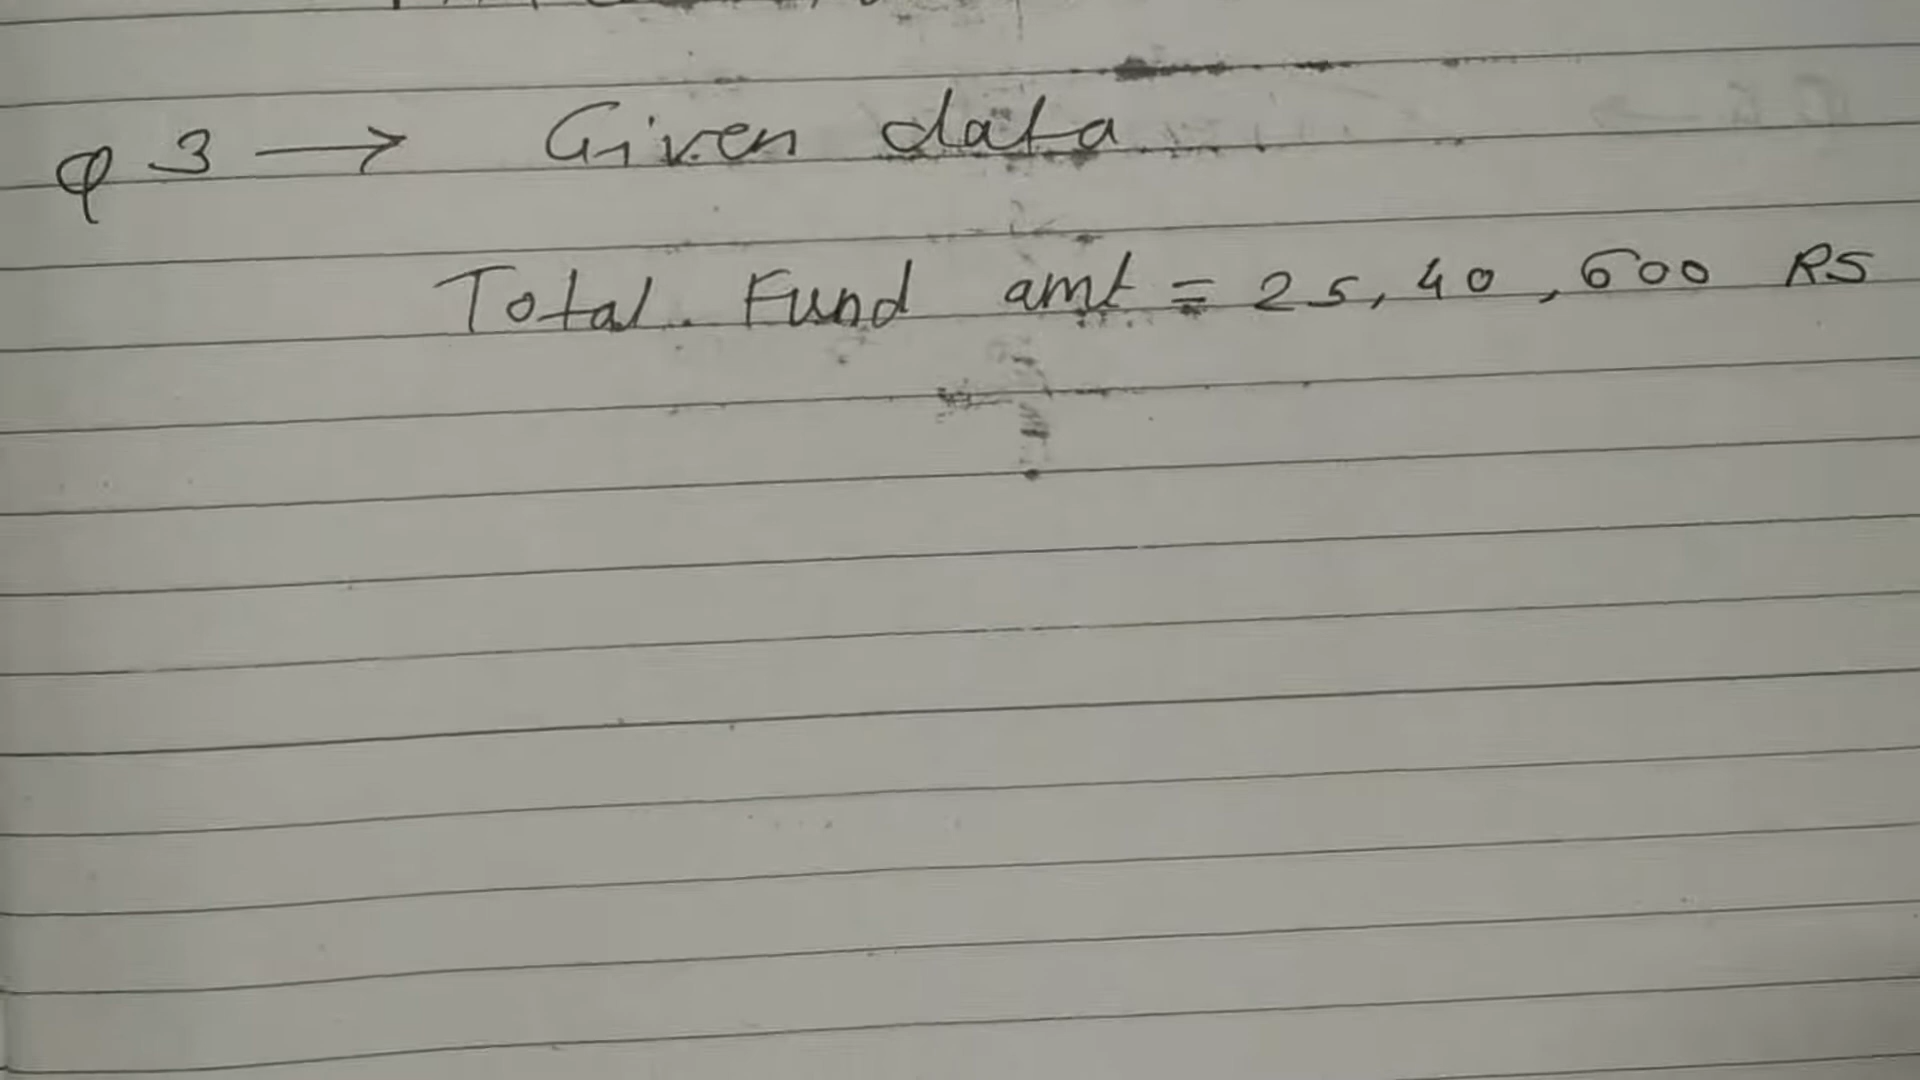 Q 3 → Given data
Total Fund amt = 25,40,600 RS